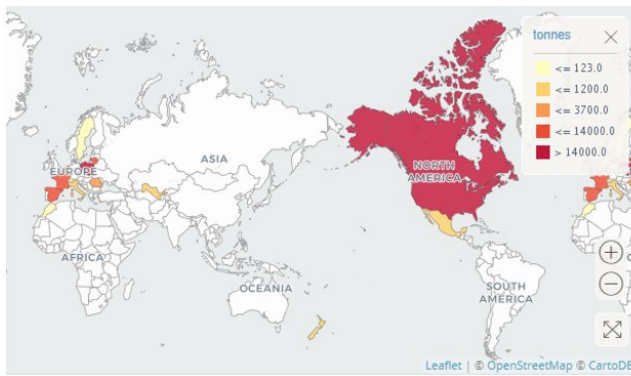 tonnes
<= 123.0
<= 1200.0
<= 3700.0
<= 14000.0
> 14000.0
ASIA
EUROPE
NORTH
AMERICA
AFRICA
OCEANIA
SOUTH
AMERICA
Leaflet | © OpenStreetMap © CartoDB